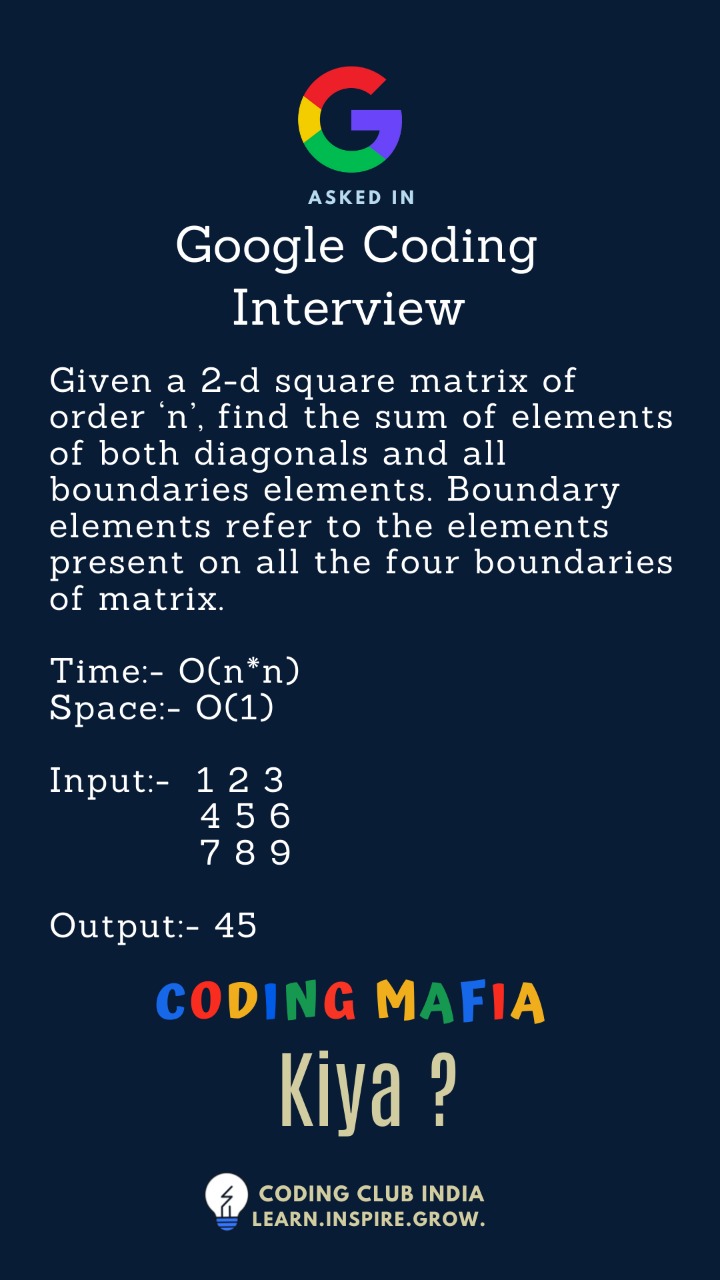 ASKED IN
Google Coding
Interview
Given a 2-d square matrix of
order ‘n’, find the sum of elements
of both diagonals and all
boundaries elements. Boundary
elements refer to the elements
present on all the four boundaries
of matrix.
Time:- O(n*n)
Space:- O(1)
Input:- 1 2 3
4 5 6
7 8 9
Output:- 45
CODING MAFIA
Kiya ?
CODING CLUB INDIA
LEARN.INSPIRE.GROW.